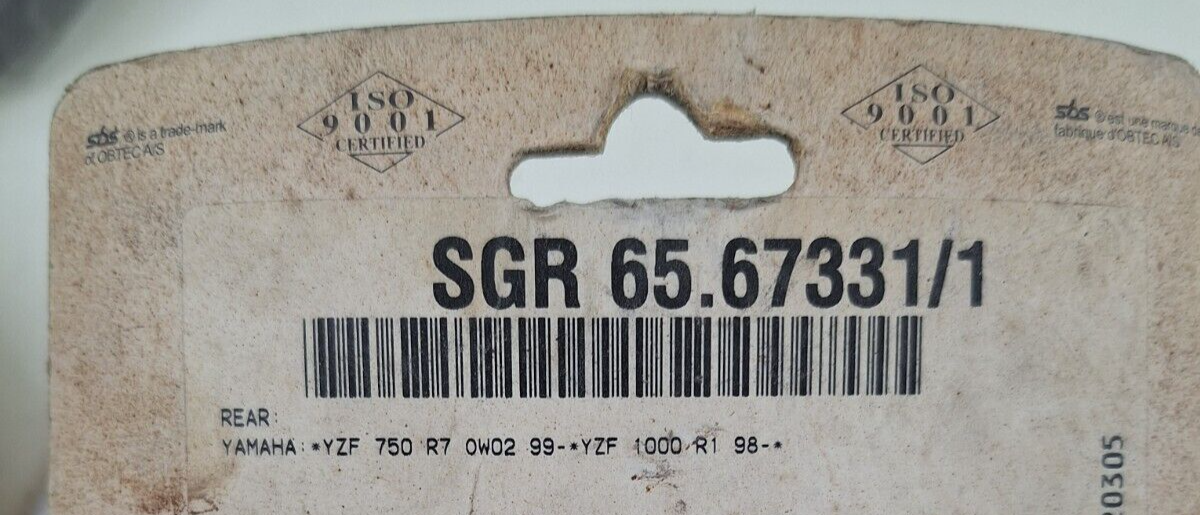 sbs ® is a trade-mark
of OBTEC A/S
ISO
9001
CERTIFIED
ISO
9001
CERTIFIED
sbs ® est une marque
fabrique d'OBTEC A/S
SGR 65.67331/1
REAR:
YAMAHA:*YZF 750 R7 0W02 99-*YZF 1000 R1 98-*
20305